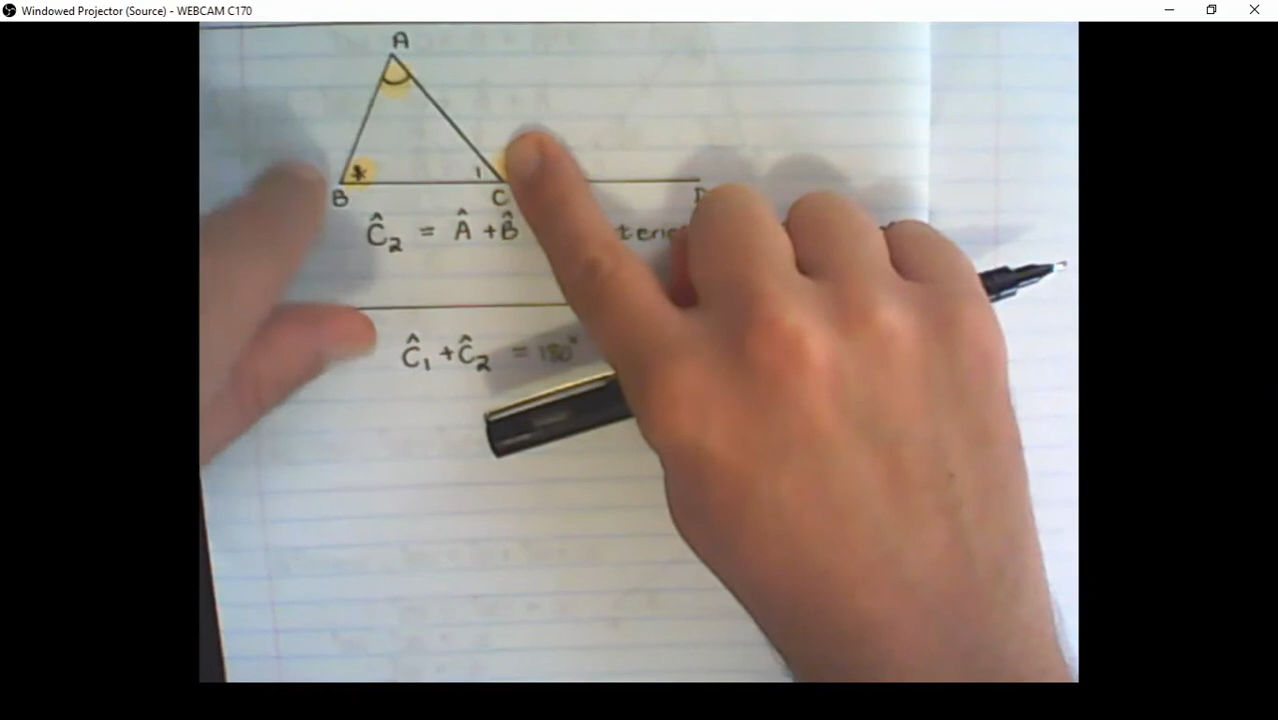 Windowed Projector (Source) - WEBCAM C170
A
* 1
B C
Ĉ₂ = Â + B̂
Ĉ₁ + Ĉ₂ = 180°